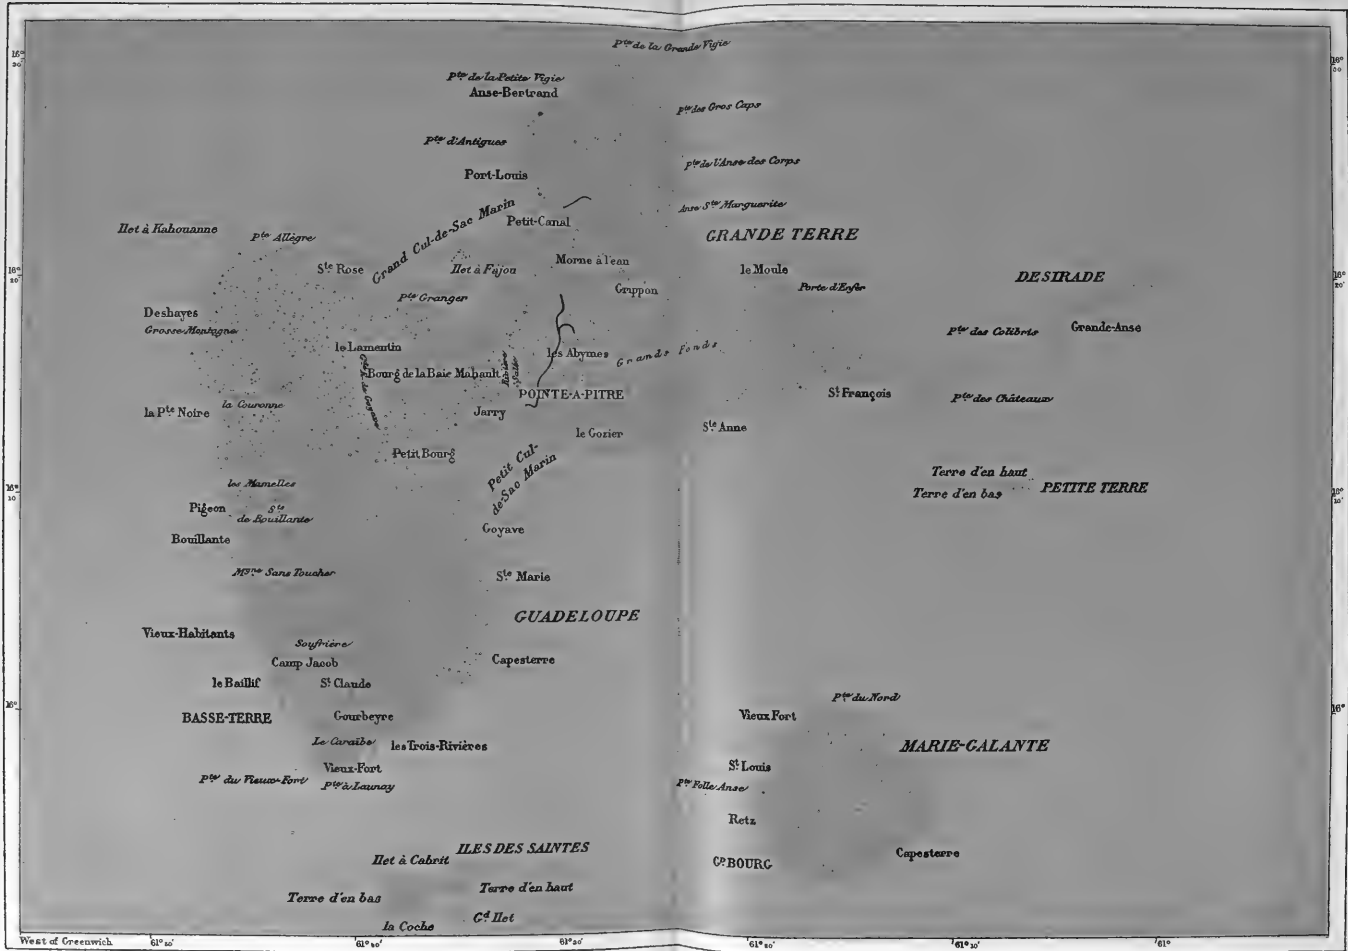 Pte de la Grande Vigie
Pte de la Petite Vigie
Anse-Bertrand
Pte des Gros Caps
Pte d'Antigues
Pte de l'Anse des Corps
Port-Louis
Anse Ste Marguerite
Grand Cul-de-Sac Marin
Petit-Canal
Ilet à Kahouanne
Pte Allègre
GRANDE TERRE
Ste Rose
Ilet à Fajou
Morne à l'eau
le Moule
DESIRADE
Pte Granger
Grippon
Porte d'Enfer
Deshayes
Grosse Montagne
Pte des Colibris
Grande-Anse
le Lamentin
les Abymes
Grands Fonds
Bourg de la Baie Mahault
Rivière Salée
POINTE-A-PITRE
St François
Pte des Châteaux
la Couronne
la Pte Noire
Jarry
le Gozier
Ste Anne
Petit Bourg
Petit Cul-
de-Sac Marin
Terre d'en haut
Terre d'en bas
PETITE TERRE
les Mamelles
Pigeon
Ste
de Bouillante
Goyave
Bouillante
Mgne Sans Toucher
Ste Marie
GUADELOUPE
Vieux-Habitants
Soufrière
Camp Jacob
Capesterre
le Baillif
St Claude
Pte du Nord
BASSE-TERRE
Gourbeyre
Vieux Fort
Le Caraïbe
les Trois-Rivières
MARIE-GALANTE
Vieux-Fort
St Louis
Pte du Vieux-Fort
Pte à Launay
Pte Folle Anse
Retz
ILES DES SAINTES
Ilet à Cabrit
Gd BOURG
Capesterre
Terre d'en bas
Terre d'en haut
Gd Ilet
la Coche
West of Greenwich
61°